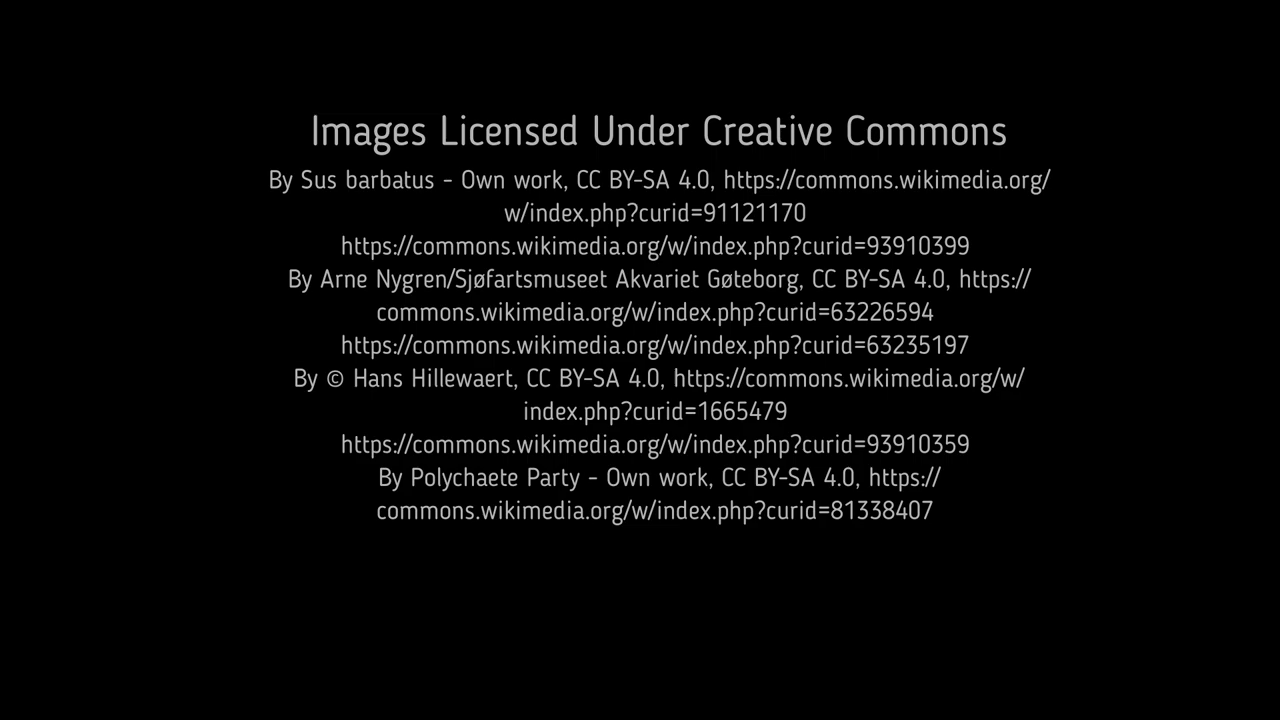 Images Licensed Under Creative Commons
By Sus barbatus - Own work, CC BY-SA 4.0, https://commons.wikimedia.org/
w/index.php?curid=91121170
https://commons.wikimedia.org/w/index.php?curid=93910399
By Arne Nygren/Sjøfartsmuseet Akvariet Gøteborg, CC BY-SA 4.0, https://
commons.wikimedia.org/w/index.php?curid=63226594
https://commons.wikimedia.org/w/index.php?curid=63235197
By © Hans Hillewaert, CC BY-SA 4.0, https://commons.wikimedia.org/w/
index.php?curid=1665479
https://commons.wikimedia.org/w/index.php?curid=93910359
By Polychaete Party - Own work, CC BY-SA 4.0, https://
commons.wikimedia.org/w/index.php?curid=81338407